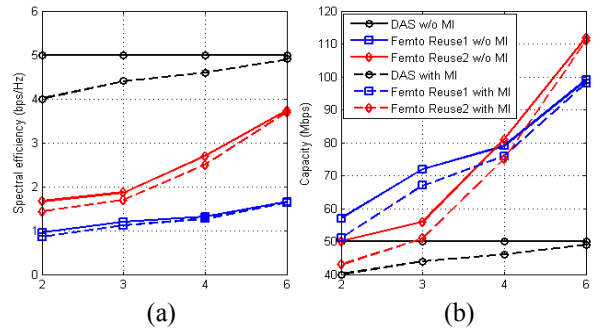 6
5
4
3
2
1
0
Spectral efficiency (bps/Hz)
2 3 4 6
(a)
120
110
100
90
80
70
60
50
40
Capacity (Mbps)
DAS w/o MI
Femto Reuse1 w/o MI
Femto Reuse2 w/o MI
DAS with MI
Femto Reuse1 with MI
Femto Reuse2 with MI
2 3 4 6
(b)